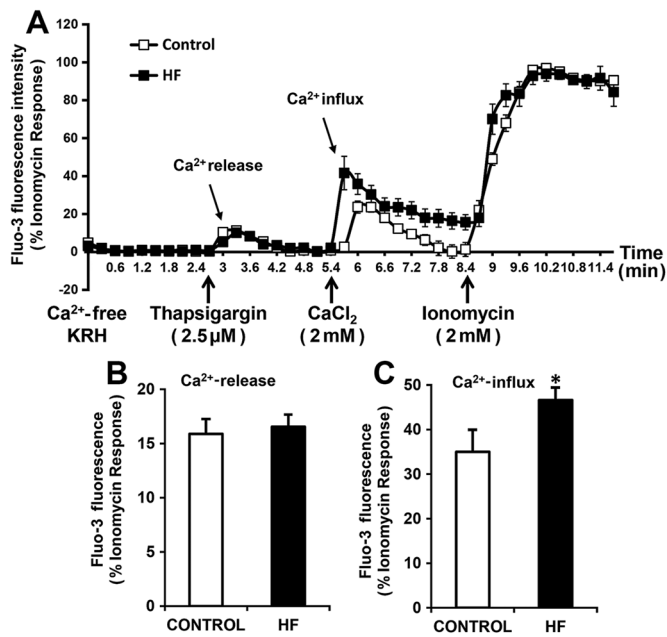 A
Fluo-3 fluorescence intensity
(% Ionomycin Response)
120
100
80
60
40
20
0
-20
Control
HF
Ca²⁺ release
Ca²⁺ influx
0.6 1.2 1.8 2.4 3 3.6 4.2 4.8 5.4 6 6.6 7.2 7.8 8.4 9 9.6 10.2 10.8 11.4
Time
(min)
Ca²⁺-free
KRH
Thapsigargin
(2.5µM)
CaCl₂
(2mM)
Ionomycin
(2mM)
B
Ca²⁺-release
Fluo-3 fluorescence
(% Ionomycin Response)
20
15
10
5
0
CONTROL HF
C
Ca²⁺-influx
*
Fluo-3 fluorescence
(% Ionomycin Response)
50
40
30
20
10
0
CONTROL HF